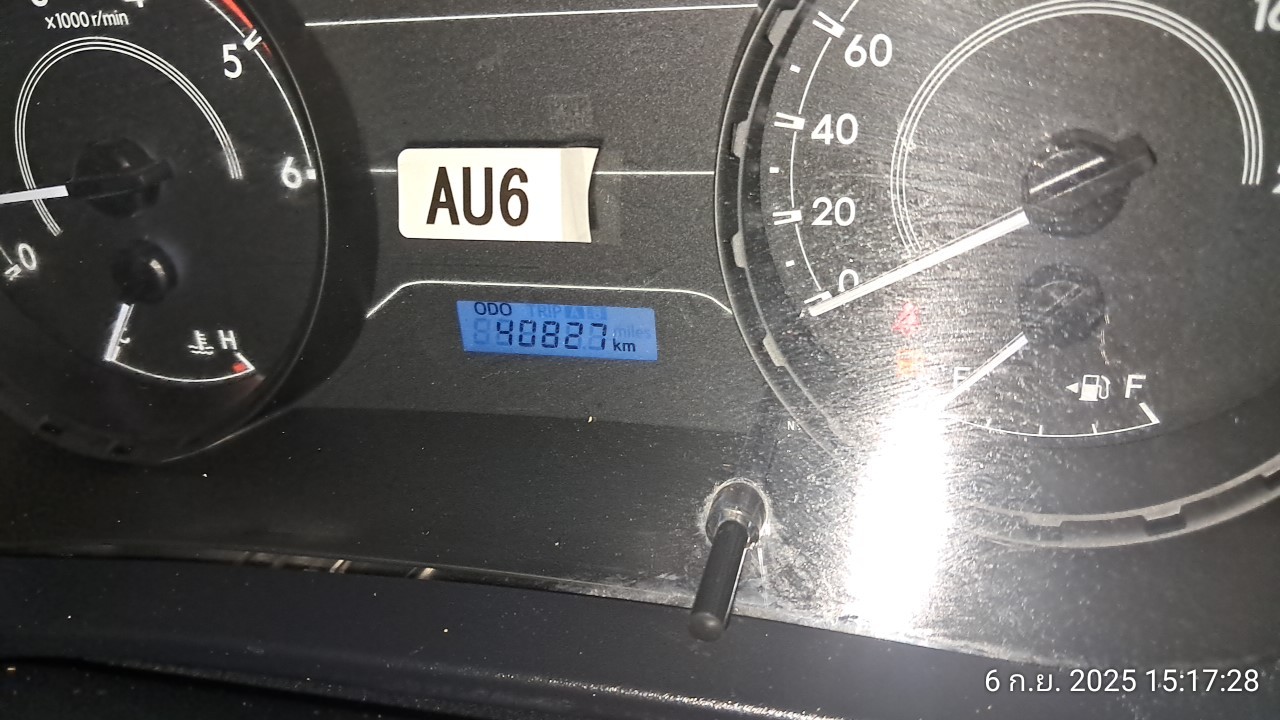 x1000 r/min
5
6
0
H
AU6
ODO TRIP A B
40827 miles
km
60
40
20
0
E
F
6 ก.ย. 2025 15:17:28